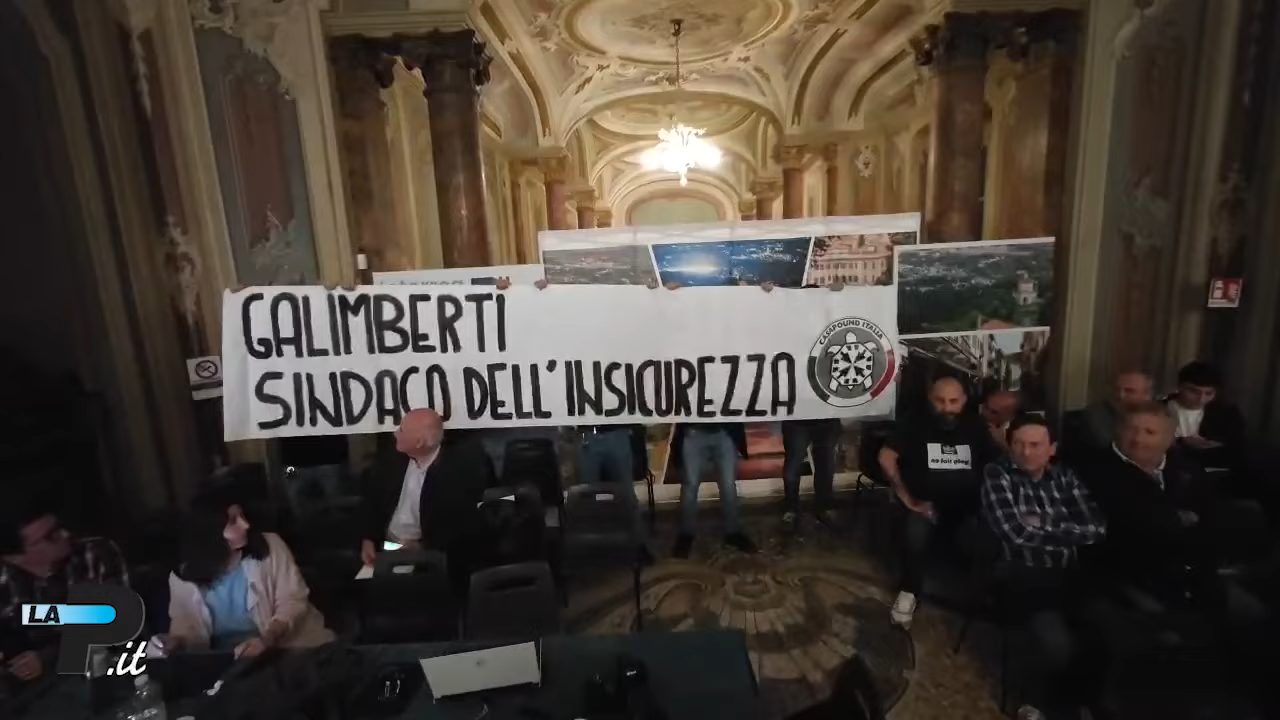 GALIMBERTI
SINDACO DELL'INSICUREZZA
CASAPOUND ITALIA
no fair play
LA
P.it